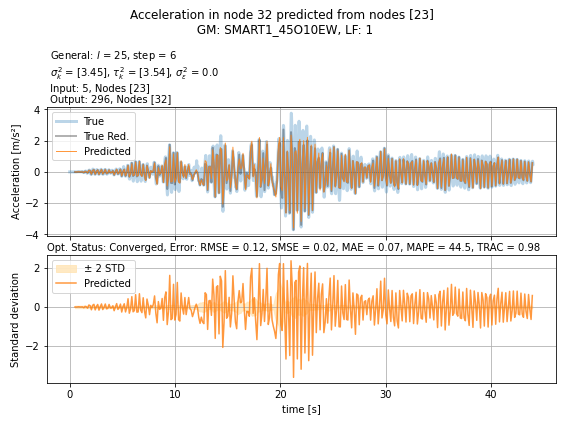 Acceleration in node 32 predicted from nodes [23]
GM: SMART1_45O10EW, LF: 1
General: l = 25, step = 6
σ²ₖ = [3.45], τ²ₖ = [3.54], σ²ε = 0.0
Input: 5, Nodes [23]
Output: 296, Nodes [32]
4
2
0
−2
−4
Acceleration [m/s²]
True
True Red.
Predicted
Opt. Status: Converged, Error: RMSE = 0.12, SMSE = 0.02, MAE = 0.07, MAPE = 44.5, TRAC = 0.98
2
0
−2
Standard deviation
± 2 STD
Predicted
0 10 20 30 40
time [s]